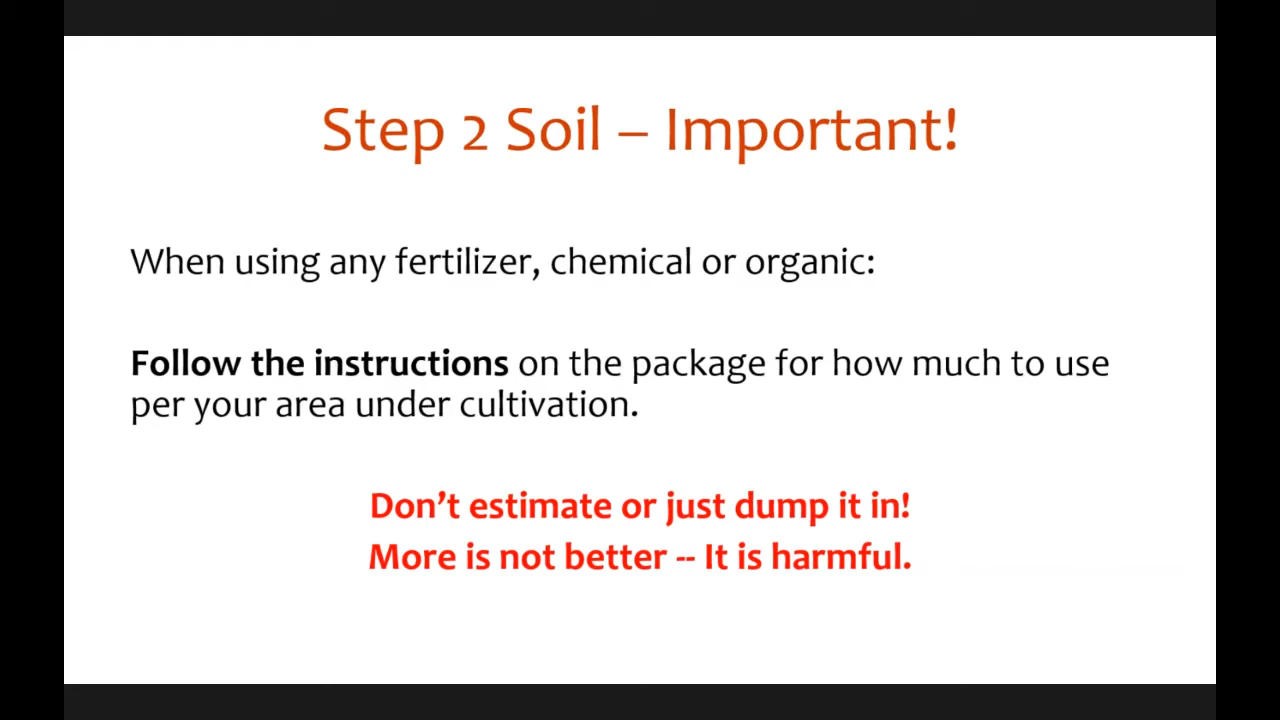 Step 2 Soil – Important!
When using any fertilizer, chemical or organic:
Follow the instructions on the package for how much to use
per your area under cultivation.
Don’t estimate or just dump it in!
More is not better -- It is harmful.